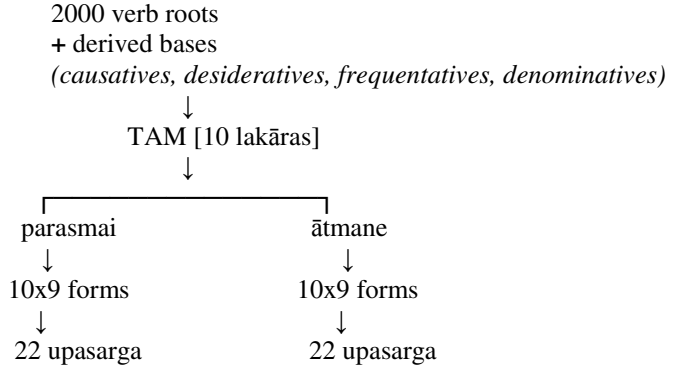 2000 verb roots
+ derived bases
(causatives, desideratives, frequentatives, denominatives)
↓
TAM [10 lakāras]
↓
parasmai ātmane
↓ ↓
10x9 forms 10x9 forms
↓ ↓
22 upasarga 22 upasarga